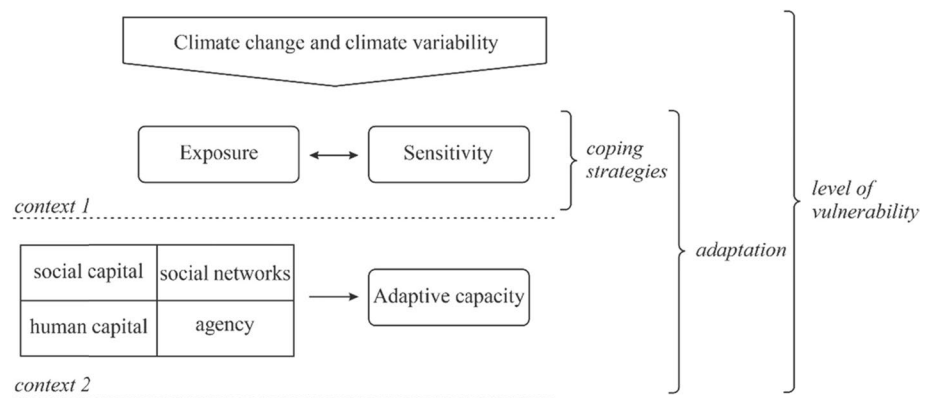 Climate change and climate variability
Exposure
Sensitivity
coping
strategies
context 1
level of
vulnerability
adaptation
social capital
social networks
human capital
agency
Adaptive capacity
context 2